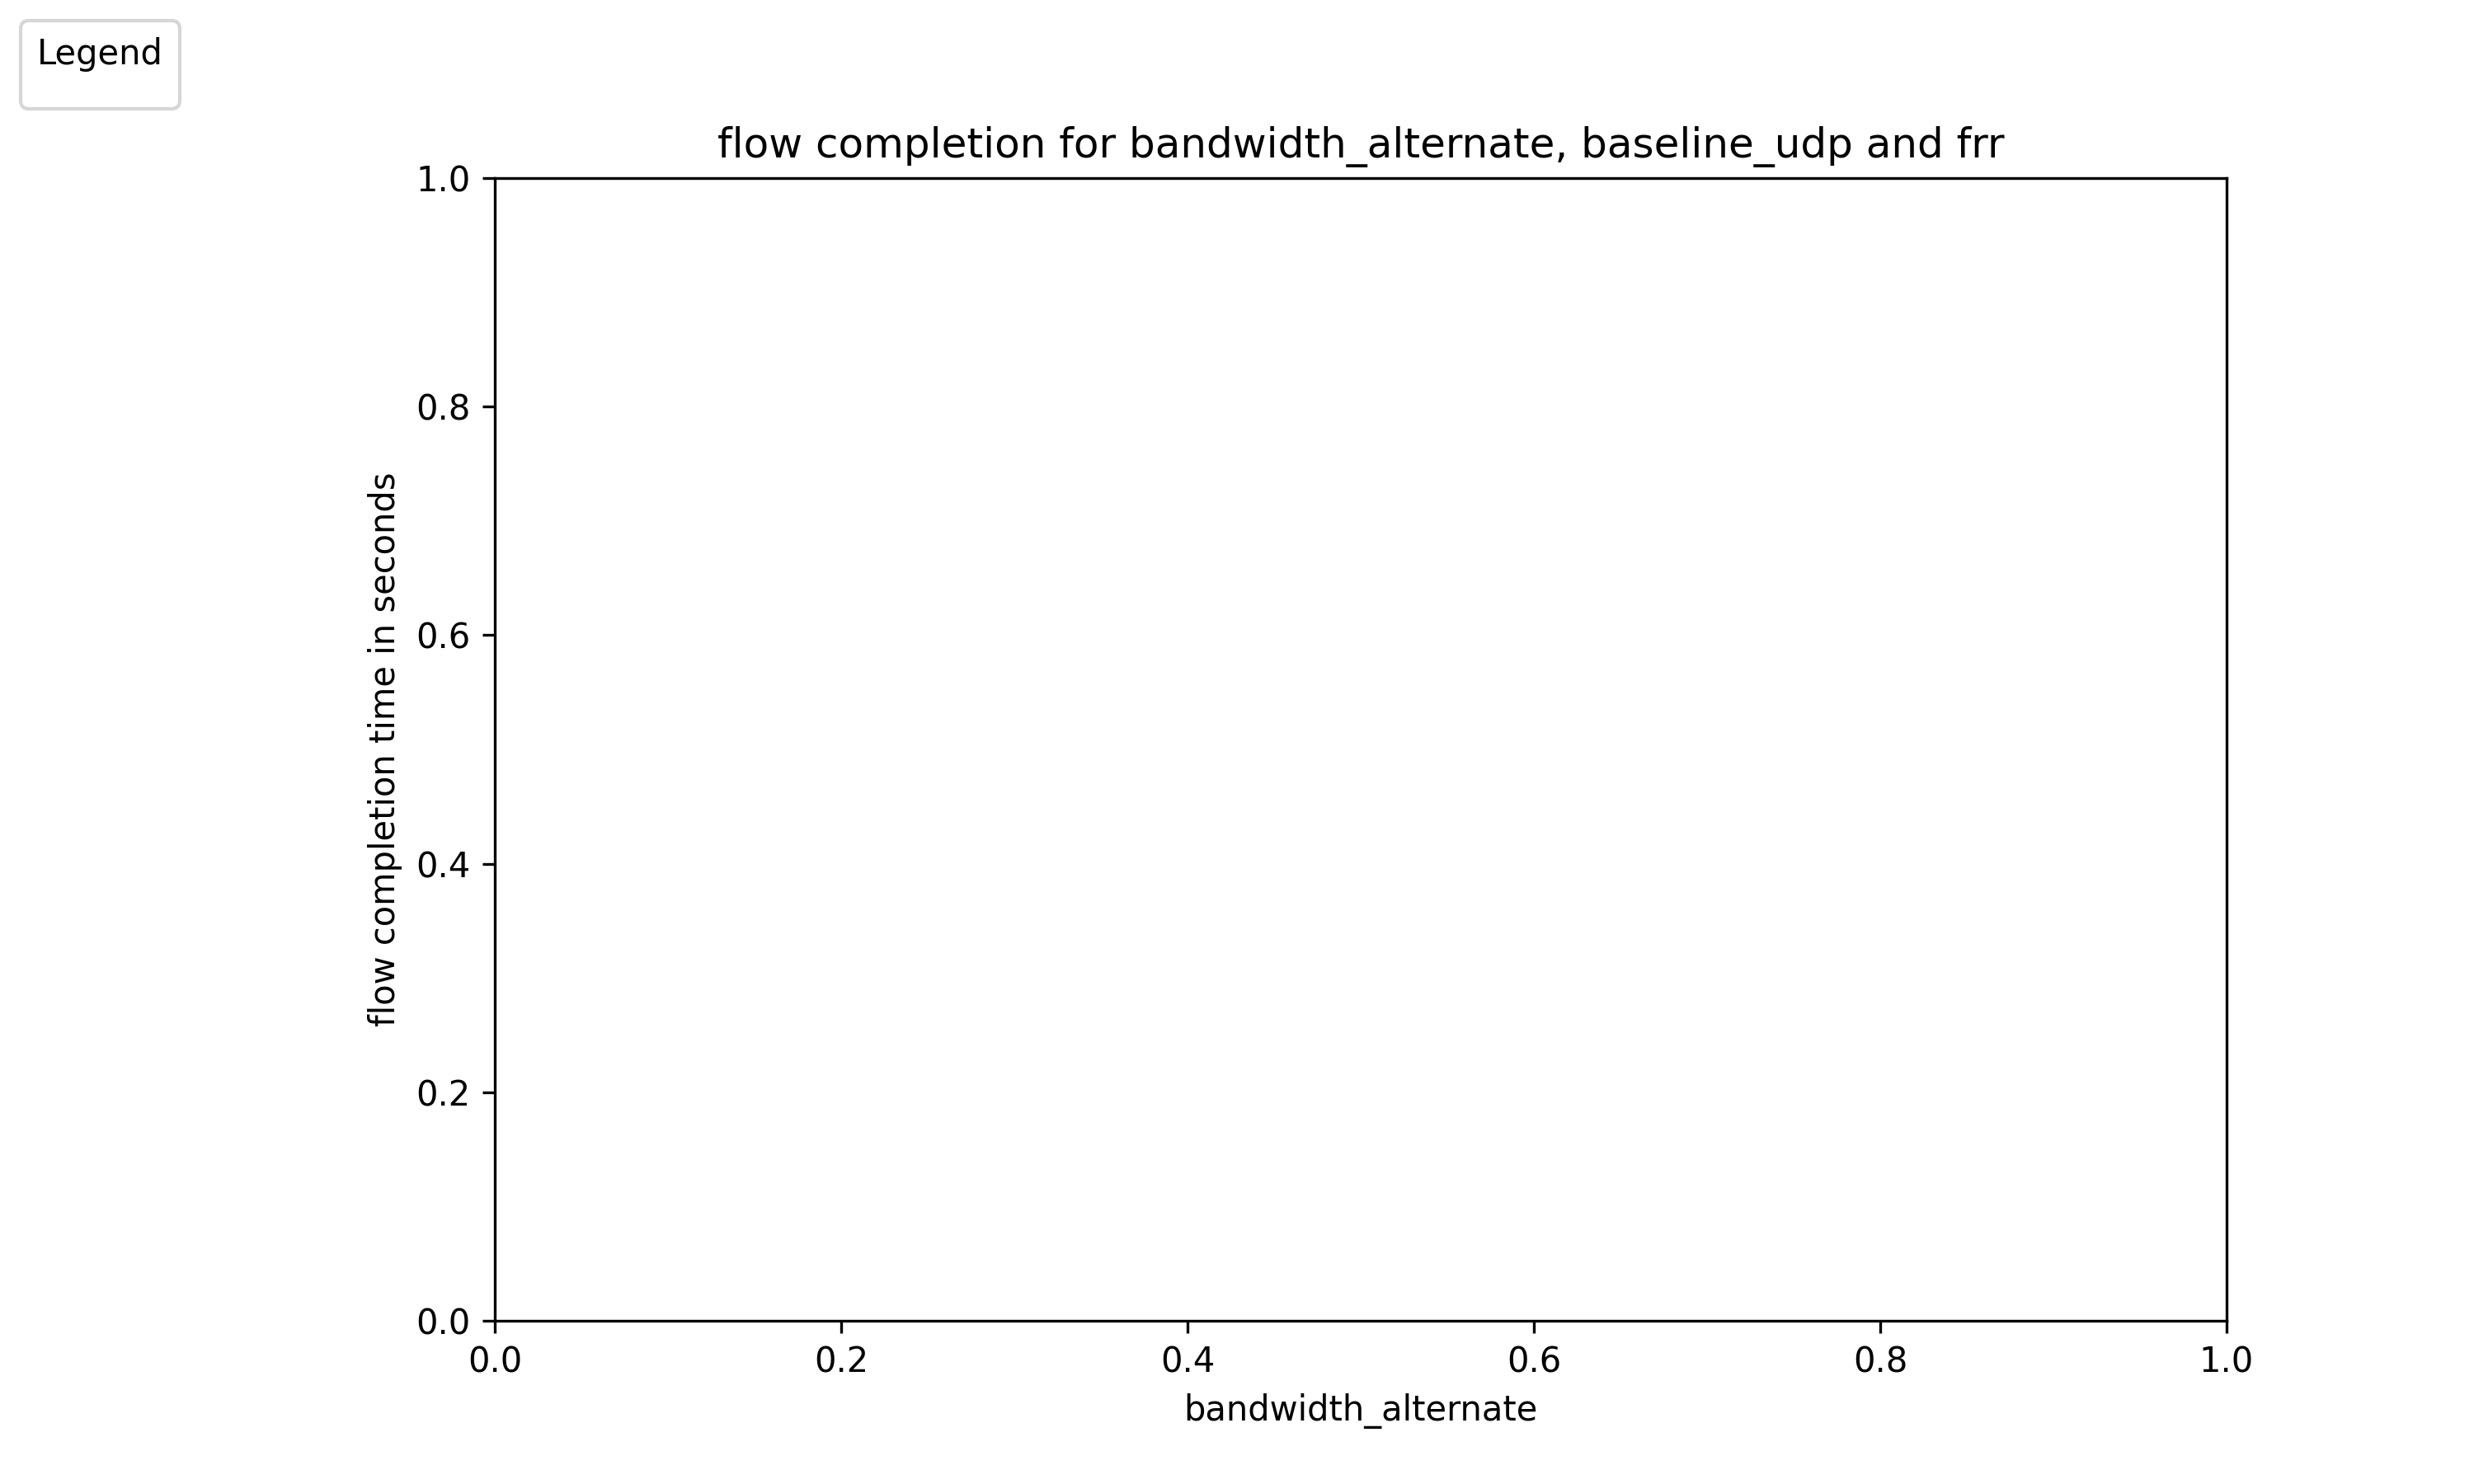 Legend
flow completion for bandwidth_alternate, baseline_udp and frr
1.0
0.8
0.6
0.4
0.2
0.0
flow completion time in seconds
0.0 0.2 0.4 0.6 0.8 1.0
bandwidth_alternate